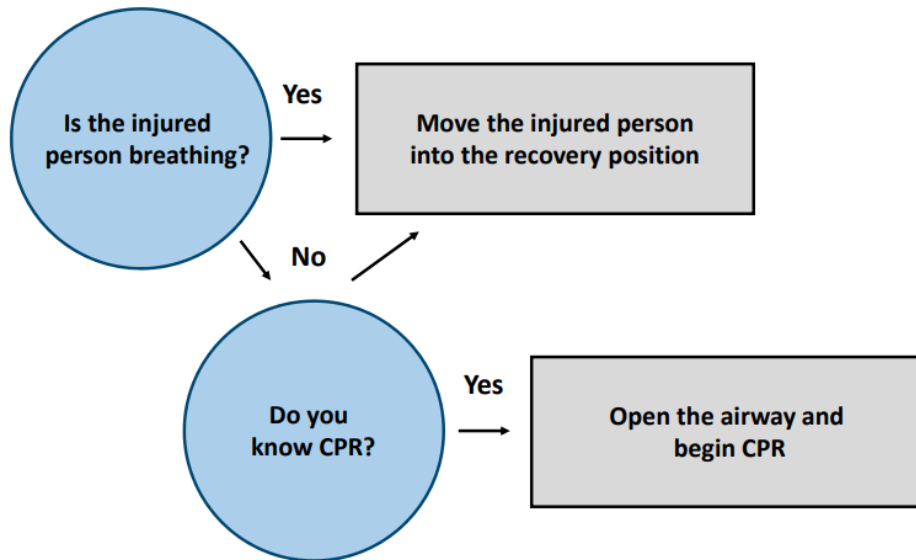 Is the injured
person breathing?
Yes
Move the injured person
into the recovery position
No
Do you
know CPR?
Yes
Open the airway and
begin CPR